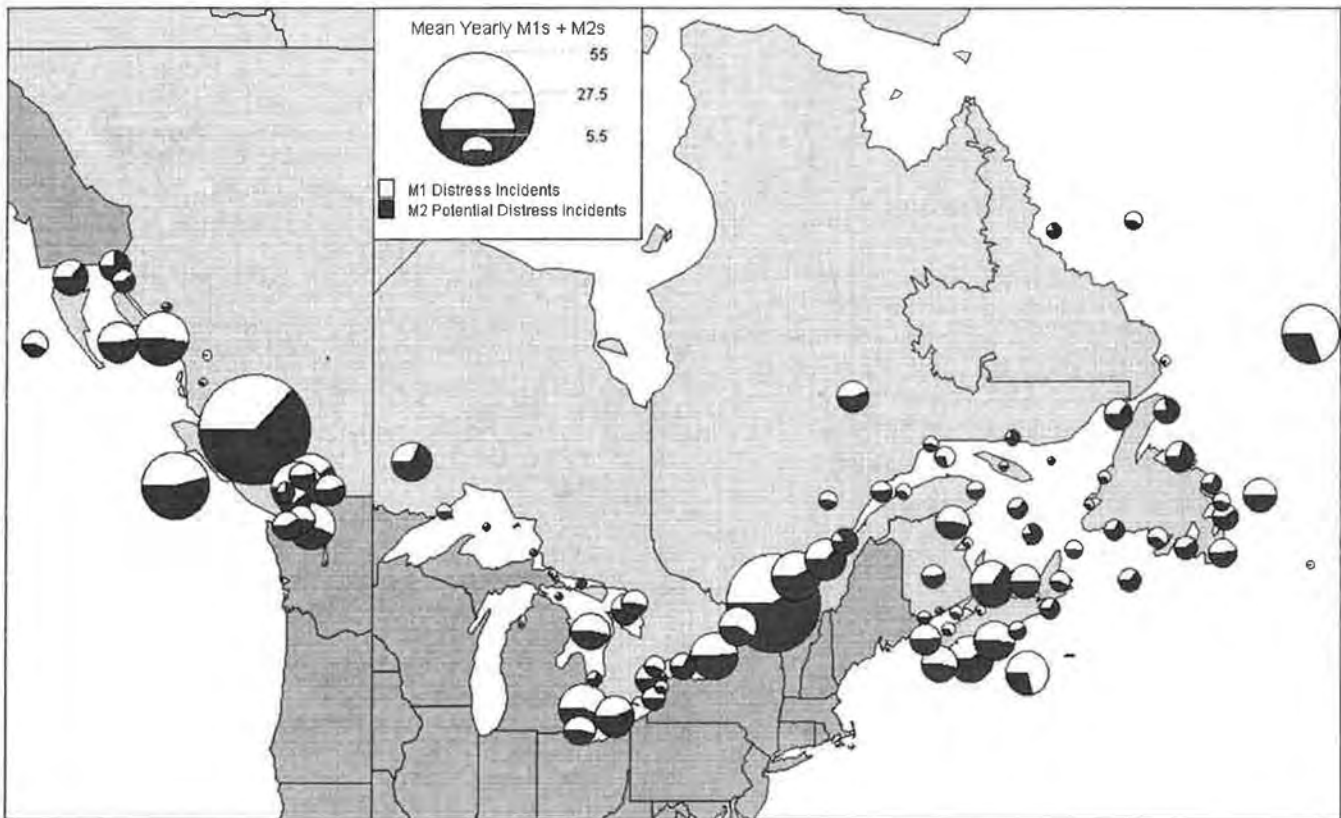 Mean Yearly M1s + M2s
55
27.5
5.5
M1 Distress Incidents
M2 Potential Distress Incidents